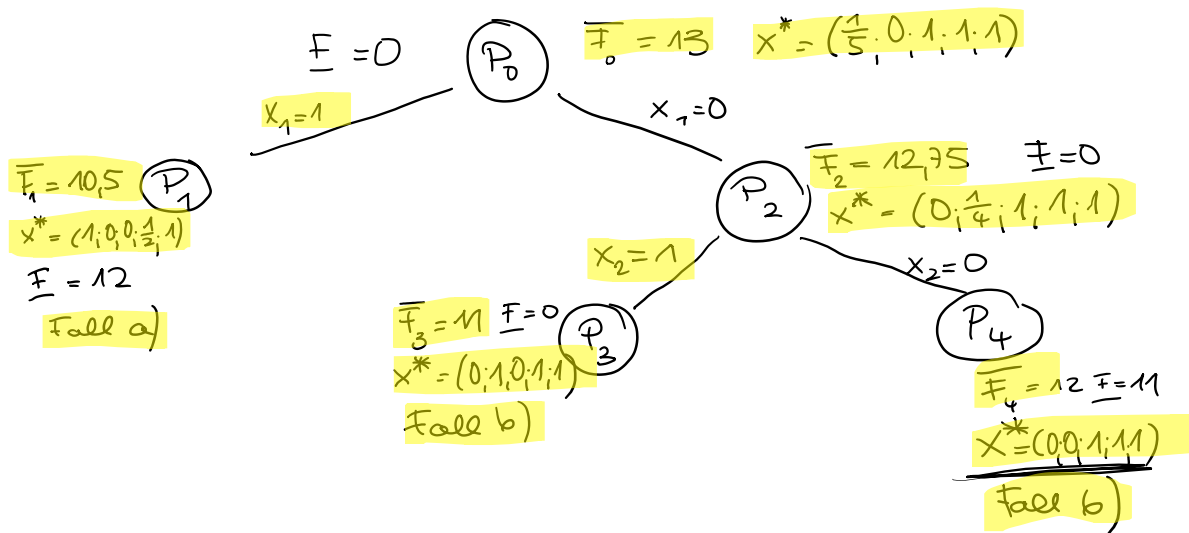 F̲ = 0
P₀
F̅₀ = 13
x* = (1/5; 0; 1; 1; 1)
x₁=1
x₁=0
F̅₁ = 10,5
P₁
x* = (1; 0; 0; 1/2; 1)
F̲ = 12
Fall a)
P₂
F̅₂ = 12,75
F̲=0
x* = (0; 1/4; 1; 1; 1)
x₂=1
x₂=0
F̅₃ = 11
F̲=0
P₃
x* = (0; 1; 0; 1; 1)
Fall b)
P₄
F̅₄ = 12 F̲=11
X*=(0;0;1;1;1)
Fall b)